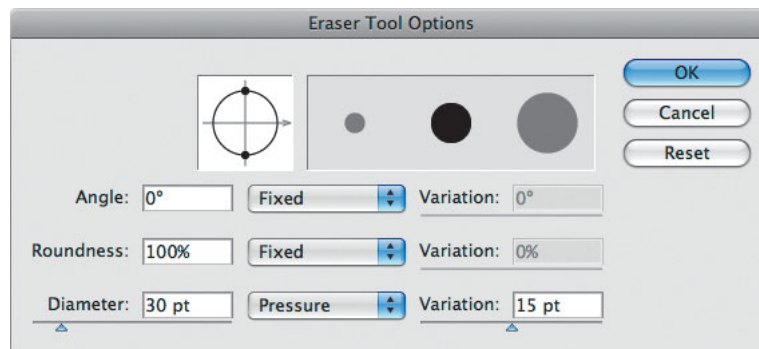 Eraser Tool Options
OK
Cancel
Reset
Angle: 0° Fixed Variation: 0°
Roundness: 100% Fixed Variation: 0%
Diameter: 30 pt Pressure Variation: 15 pt